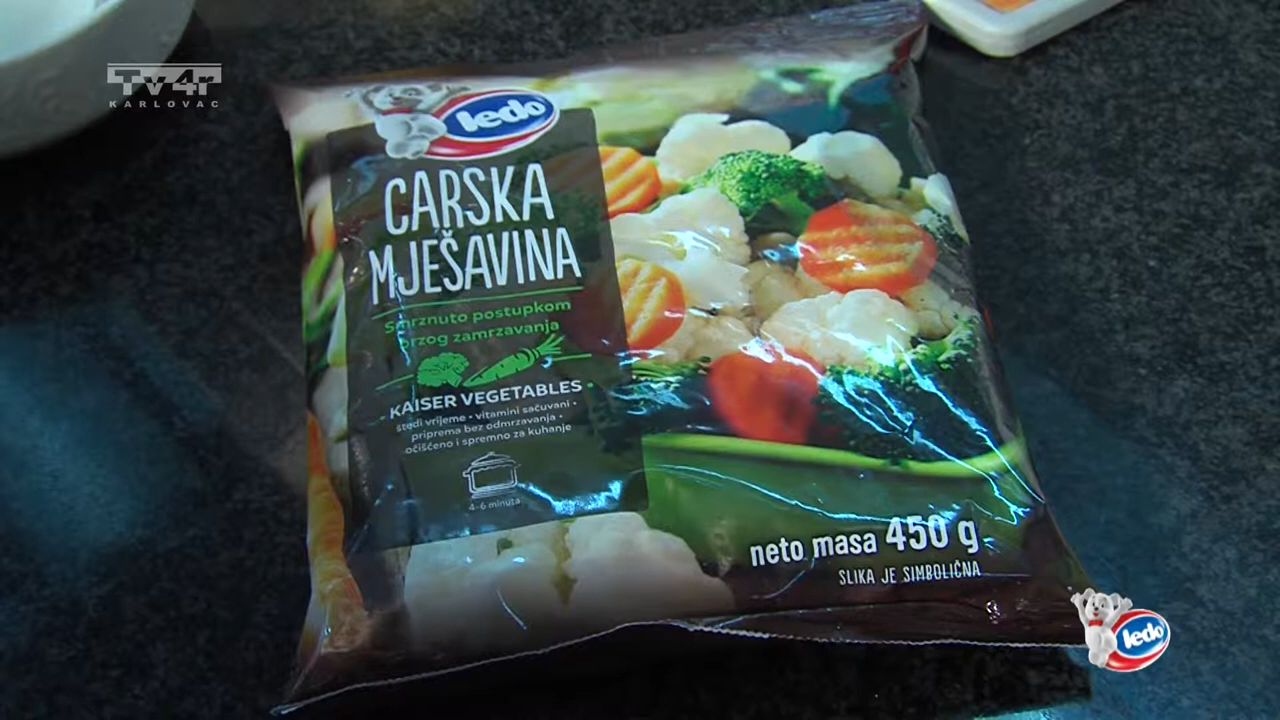 Tv4r
KARLOVAC
ledo
CARSKA
MJEŠAVINA
Smrznuto postupkom
brzog zamrzavanja
KAISER VEGETABLES •
štedi vrijeme • vitamini sačuvani •
priprema bez odmrzavanja •
očišćeno i spremno za kuhanje
4-6 minuta
neto masa 450 g
SLIKA JE SIMBOLIČNA
ledo